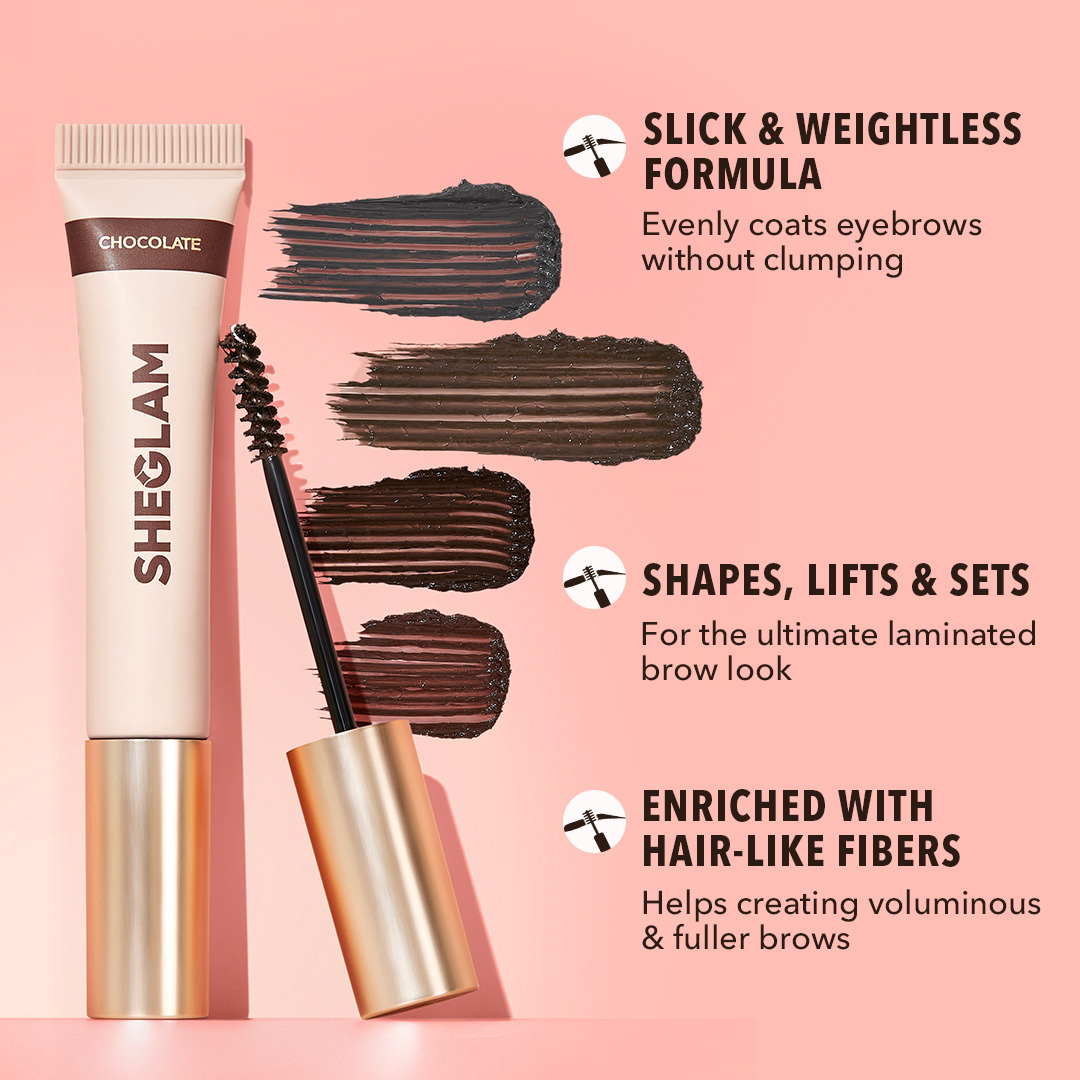 CHOCOLATE
SHEGLAM
SLICK & WEIGHTLESS
FORMULA
Evenly coats eyebrows
without clumping
SHAPES, LIFTS & SETS
For the ultimate laminated
brow look
ENRICHED WITH
HAIR-LIKE FIBERS
Helps creating voluminous
& fuller brows